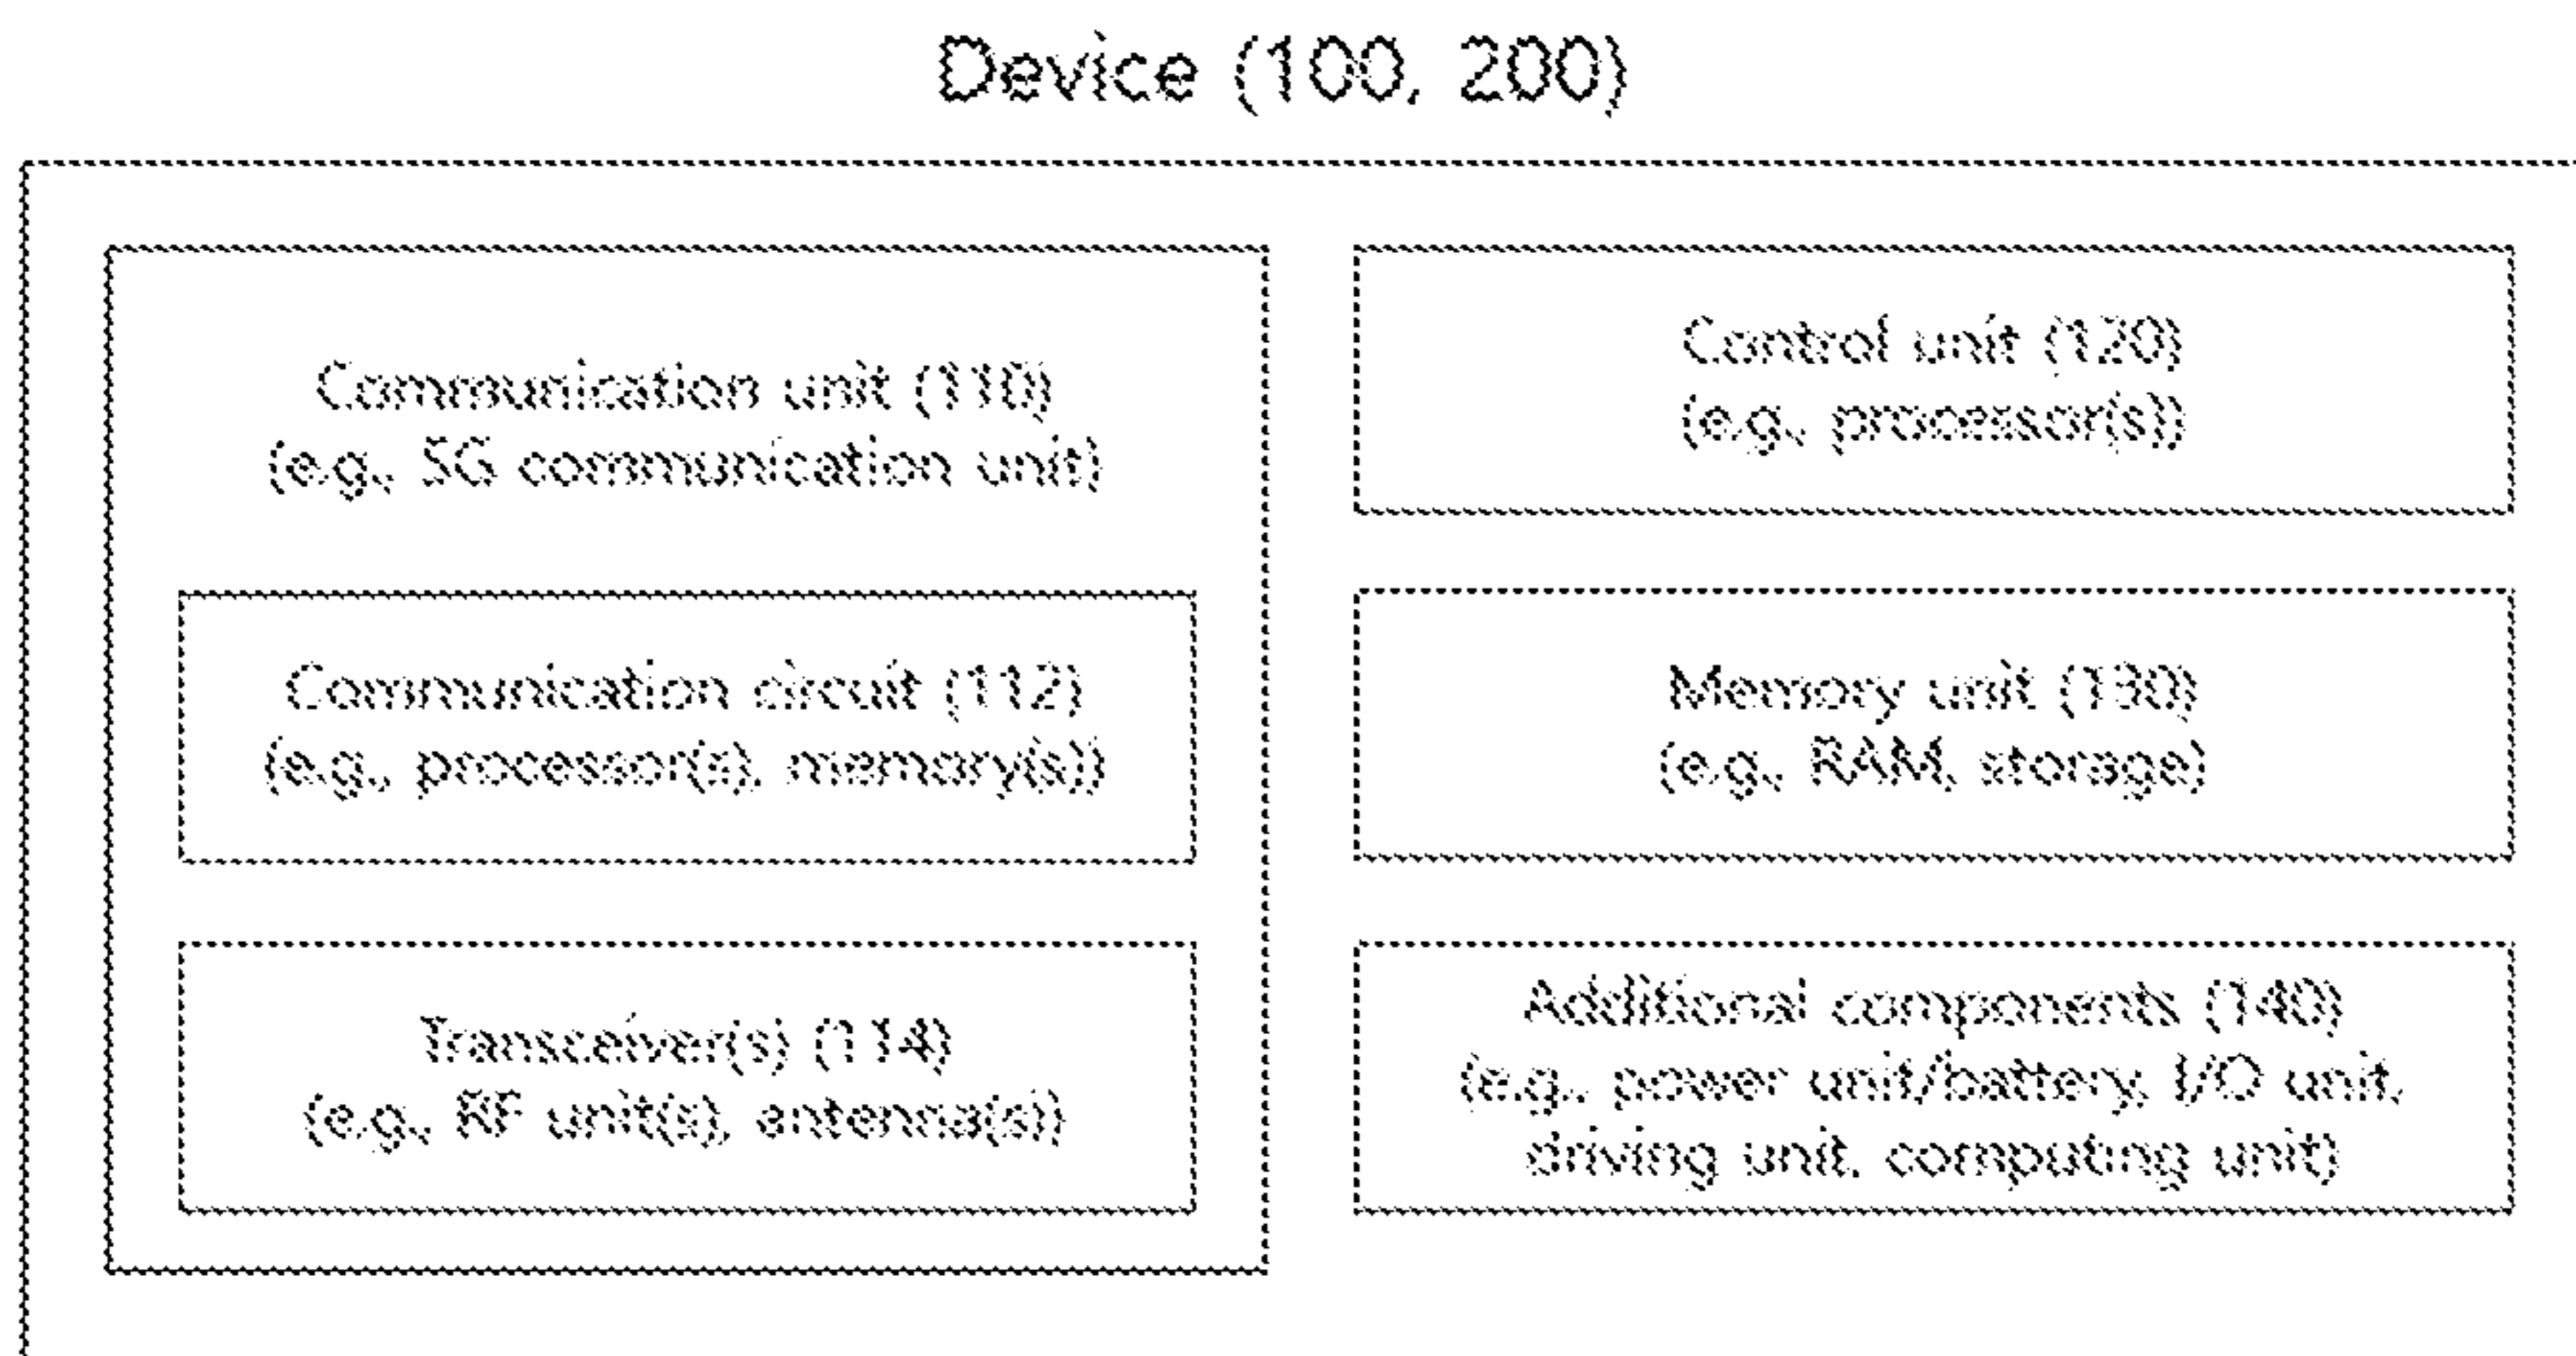 Device (100, 200)
Communication unit (110)
(e.g., 5G communication unit)
Communication circuit (112)
(e.g., processor(s), memory(s))
Transceiver(s) (114)
(e.g., RF unit(s), antenna(s))
Control unit (120)
(e.g., processor(s))
Memory unit (130)
(e.g., RAM, storage)
Additional components (140)
(e.g., power unit/battery, I/O unit,
driving unit, computing unit)